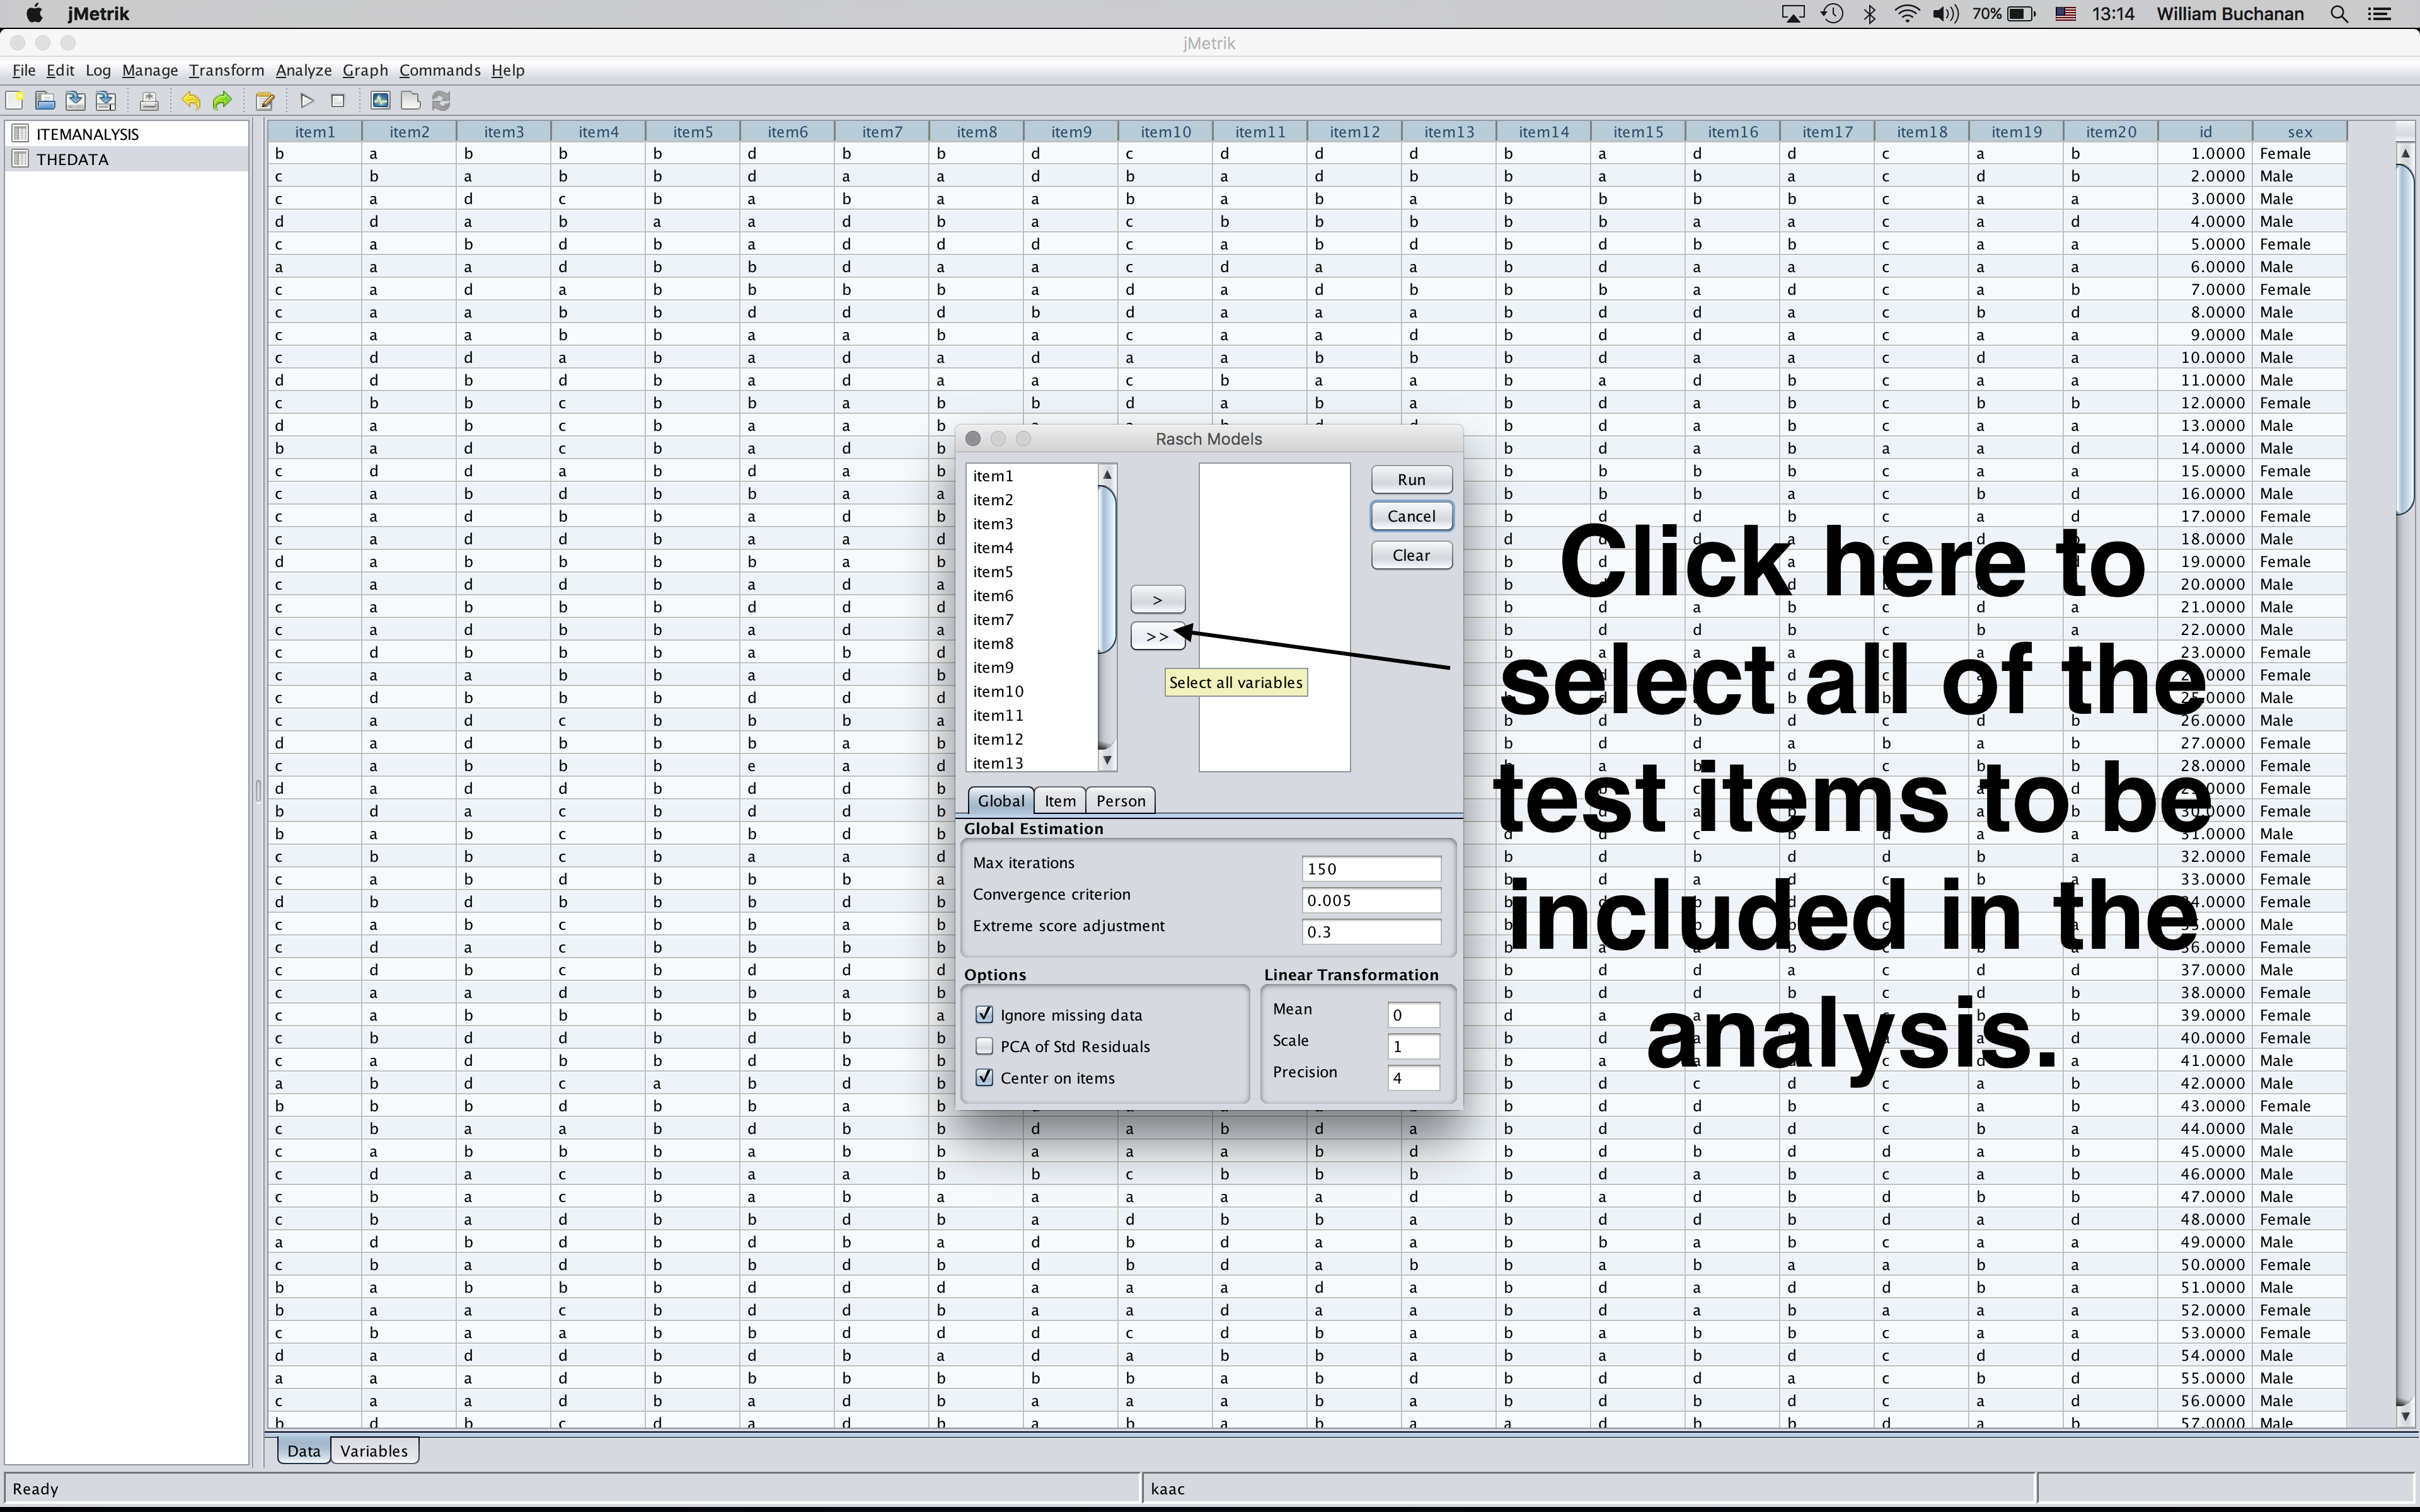 jMetrik
70%
13:14
William Buchanan
jMetrik
File Edit Log Manage Transform Analyze Graph Commands Help
ITEMANALYSIS
THEDATA
item1 item2 item3 item4 item5 item6 item7 item8 item9 item10 item11 item12 item13 item14 item15 item16 item17 item18 item19 item20 id sex
b a b b b d b b d c d d d b a d d c a b 1.0000 Female
c b a b b d a a d b a d b b a b a c d b 2.0000 Male
c a d c b a b a a b a b a b b b b c a a 3.0000 Male
d d a b a a d b a c b b b b b a a c a d 4.0000 Male
c a b d b a d d d c a b d b d b b c a a 5.0000 Female
a a a d b b d a a c d a a b d a a c a a 6.0000 Male
c a d a b b b b a d a d b b b a d c a b 7.0000 Female
c a a b b d d d b d a a a b d d a c b d 8.0000 Male
c a a b b a a b a c a a d b d d a c a a 9.0000 Male
c d d a b a d a d a a b b b d a a c d a 10.0000 Male
d d b d b a d a a c b a a b a d b c a a 11.0000 Male
c b b c b b a b b d a b a b d a b c b b 12.0000 Female
d a b c b a a b b d a b c a a 13.0000 Male
b a d c b a d b b d a b a a d 14.0000 Male
c d d a b d a b b b b b c a a 15.0000 Female
c a b d b b a a b b b a c b d 16.0000 Male
c a d b b a d b b d d b c a d 17.0000 Female
c a d d b a a b d 18.0000 Male
d a b b b b a b b 19.0000 Female
c a d d b a d a b 20.0000 Male
c a b b b b d d b d a b c d a 21.0000 Male
c a d b b a d a b d d b c b a 22.0000 Male
c d b b b a b d 23.0000 Female
c a a b b a d d Female
c d d b b d d b Male
c a d c b b b a b d b d c d b 26.0000 Male
d a d b b b a b b d d a b a b 27.0000 Female
c a b b b e a d 28.0000 Female
d a d d b d d d Female
b d a c b b d b Female
b a b c b b d b Male
c b b c b a a d b d b d d b a 32.0000 Female
c a b d b b b a b d a d c b a 33.0000 Female
d b d b b b d b Female
c a b c b b a b Male
c d a c b b b b Female
c d b c b d d d b d d a c d d 37.0000 Male
c a a d b b a b b d d b c d b 38.0000 Female
c a b b b b b a d 39.0000 Female
c b d d b b d b b 40.0000 Female
c a d b b d d b b 41.0000 Male
a b d c a b d b b d c d c a a 42.0000 Male
b b b d b b a b b d d b c a b 43.0000 Female
c b a a b d b b d a b d a b d d d c b a 44.0000 Male
c a b b b a b b a a a b d b d b d d a b 45.0000 Male
c d a c b a a b b c b b b b d a b c a b 46.0000 Male
c b a c b a b a a a a a d b a d b d b b 47.0000 Male
c b a d b b d b a d b b a b d d b d a d 48.0000 Female
a d b d b d b a d b d a a b b a b c a a 49.0000 Male
c b a d b b d b d b d a b b a b a a b a 50.0000 Female
b a b b b d d d a a a d a b d a d d b a 51.0000 Male
b a a c b d d b a a d a a b d a b a a a 52.0000 Female
c b a a b b d d d c d b a b a b b c a a 53.0000 Female
d a d d b d b a d a b b a b a b d c d d 54.0000 Male
a a a d b b b b b b a b d b d d a c b d 55.0000 Male
c a a d b a d b a a a b a b d b d c a d 56.0000 Male
b d b c d a d b a b a b a a d b b d a b 57.0000 Male
Rasch Models
item1
item2
item3
item4
item5
item6
item7
item8
item9
item10
item11
item12
item13
>
>>
Select all variables
Run
Cancel
Clear
Global Item Person
Global Estimation
Max iterations 150
Convergence criterion 0.005
Extreme score adjustment 0.3
Options
Ignore missing data
PCA of Std Residuals
Center on items
Linear Transformation
Mean 0
Scale 1
Precision 4
Click here to
select all of the
test items to be
included in the
analysis.
Data Variables
Ready
kaac